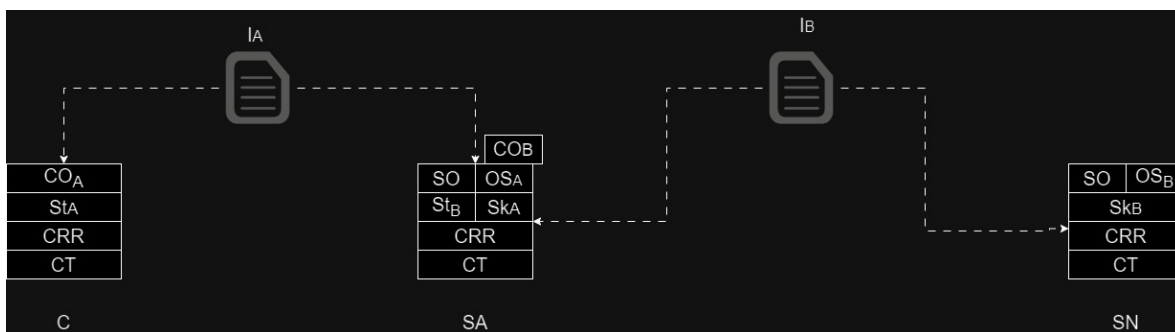 IA
IB
COB
COA
SO OSA
SO OSB
StA
StB SkA
SkB
CRR
CRR
CRR
CT
CT
CT
C
SA
SN